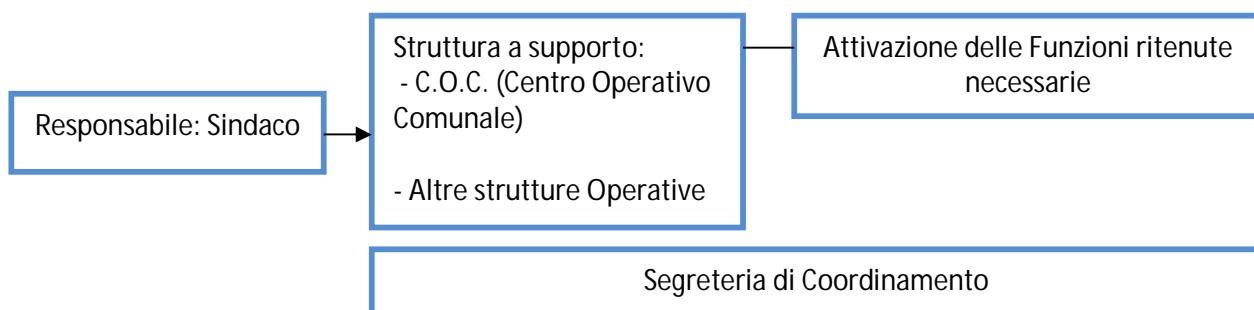 Responsabile: Sindaco
Struttura a supporto:
- C.O.C. (Centro Operativo
Comunale)
- Altre strutture Operative
Attivazione delle Funzioni ritenute
necessarie
Segreteria di Coordinamento